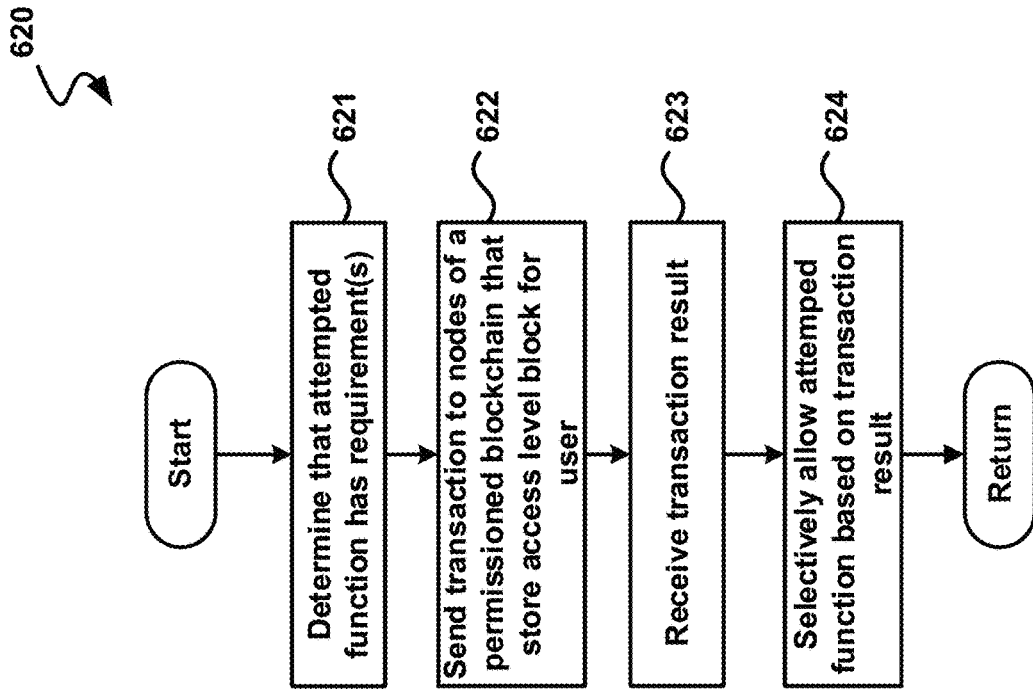 620
Start
Determine that attempted
function has requirement(s)
621
Send transaction to nodes of a
permissioned blockchain that
store access level block for
user
622
Receive transaction result
623
Selectively allow attemped
function based on transaction
result
624
Return